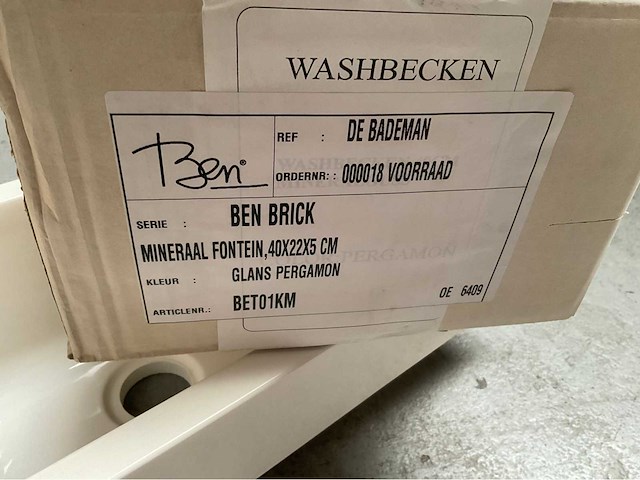 WASHBECKEN
Ben®
REF : DE BADEMAN
ORDERNR: : 000018 VOORRAAD
SERIE : BEN BRICK
MINERAAL FONTEIN,40X22X5 CM
KLEUR : GLANS PERGAMON
ARTICLENR.: BET01KM
OE 6409
PERGAMON